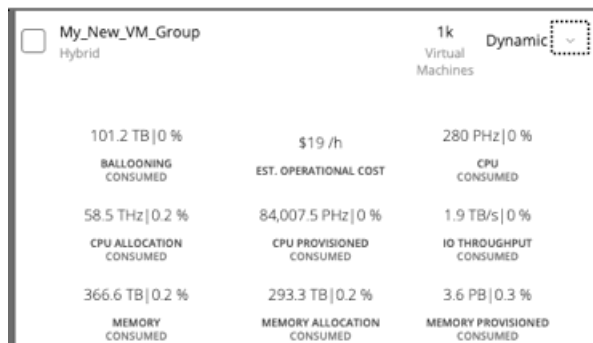 My_New_VM_Group
Hybrid
1k
Virtual
Machines
Dynamic
101.2 TB|0 %
BALLOONING
CONSUMED
$19 /h
EST. OPERATIONAL COST
280 PHz|0 %
CPU
CONSUMED
58.5 THz|0.2 %
CPU ALLOCATION
CONSUMED
84,007.5 PHz|0 %
CPU PROVISIONED
CONSUMED
1.9 TB/s|0 %
IO THROUGHPUT
CONSUMED
366.6 TB|0.2 %
MEMORY
CONSUMED
293.3 TB|0.2 %
MEMORY ALLOCATION
CONSUMED
3.6 PB|0.3 %
MEMORY PROVISIONED
CONSUMED